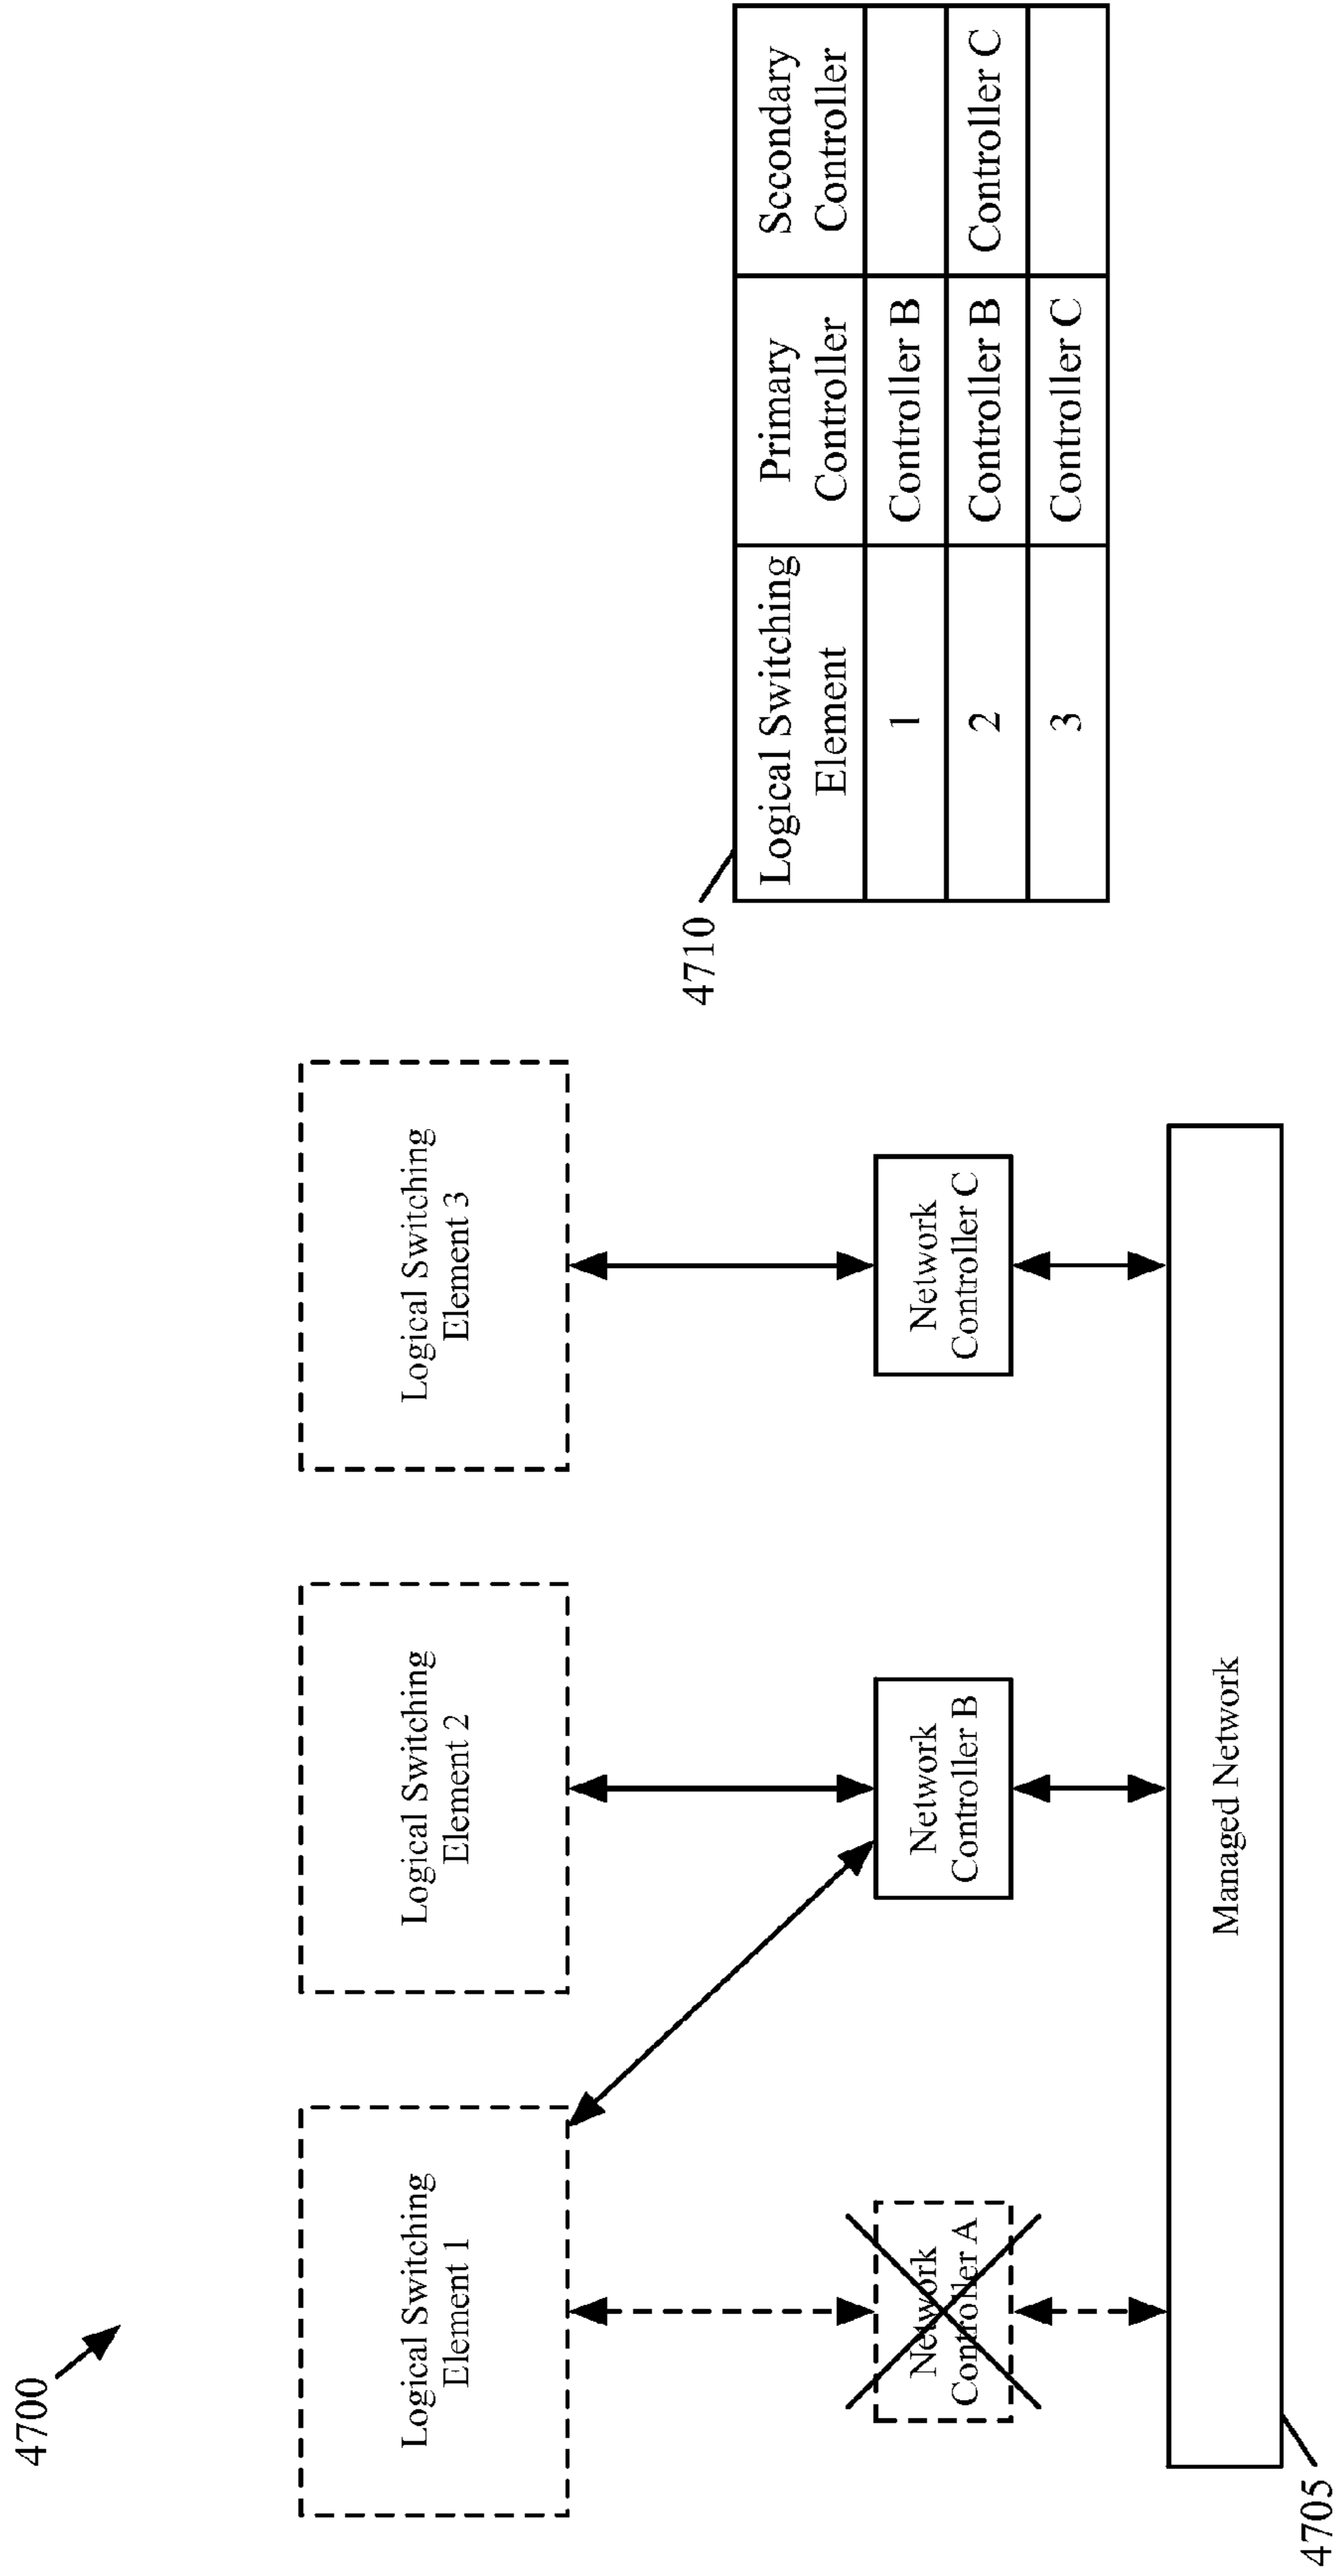 4700
Logical Switching
Element 1
Logical Switching
Element 2
Logical Switching
Element 3
Network
Controller A
Network
Controller B
Network
Controller C
Managed Network
4705
4710
Logical Switching Element
Primary Controller
Secondary Controller
1
Controller B
2
Controller B
Controller C
3
Controller C